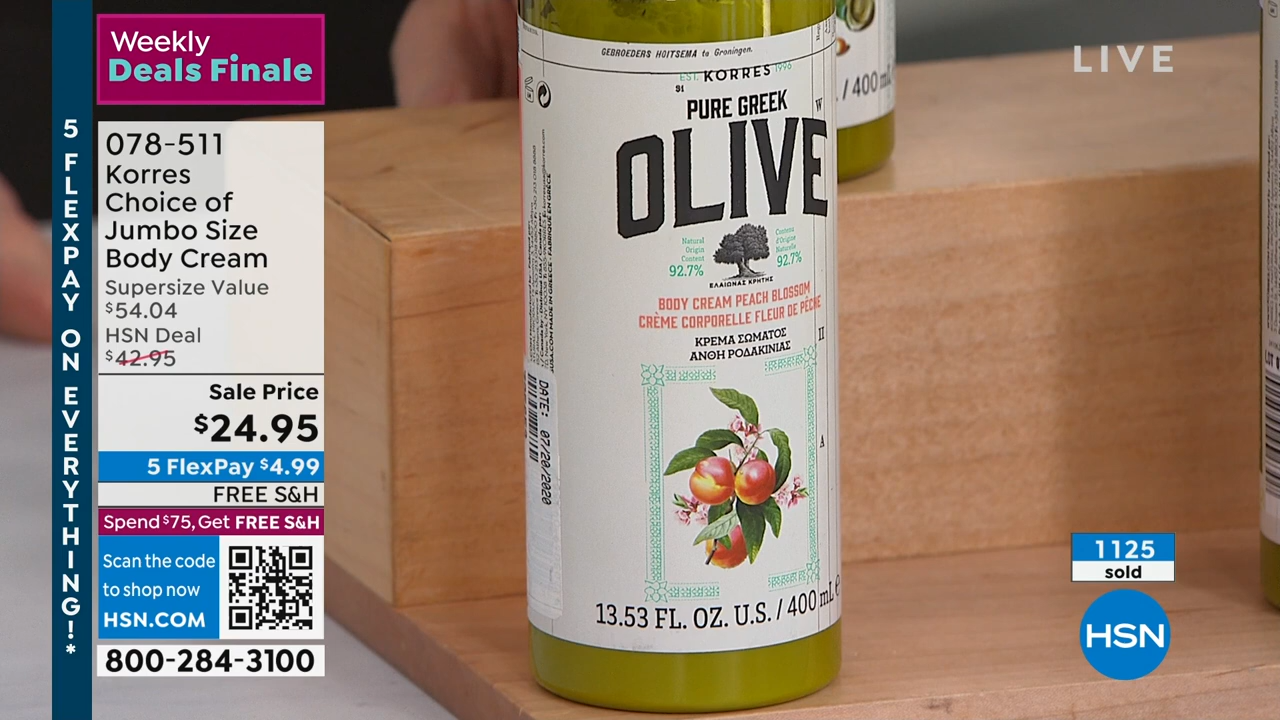 Weekly
Deals Finale
5 FLEXPAY ON EVERYTHING!*
078-511
Korres
Choice of
Jumbo Size
Body Cream
Supersize Value
$54.04
HSN Deal
$42.95
Sale Price
$24.95
5 FlexPay $4.99
FREE S&H
Spend $75, Get FREE S&H
Scan the code
to shop now
HSN.COM
800-284-3100
GEBROEDERS HOITSEMA te Groningen.
EST. KORRES 1996
PURE GREEK
OLIVE
Natural
Origin
Content
92.7%
Contenu
d'Origine
Naturelle
92.7%
ΕΛΑΙΩΝΑΣ ΚΡΗΤΗΣ
BODY CREAM PEACH BLOSSOM
CRÈME CORPORELLE FLEUR DE PÊCHE
ΚΡΕΜΑ ΣΩΜΑΤΟΣ
ΑΝΘΗ ΡΟΔΑΚΙΝΙΑΣ
13.53 FL. OZ. U.S. / 400 mL e
DATE: 07/20/2020
W
II
A
/ 400 mL
LIVE
1125
sold
HSN